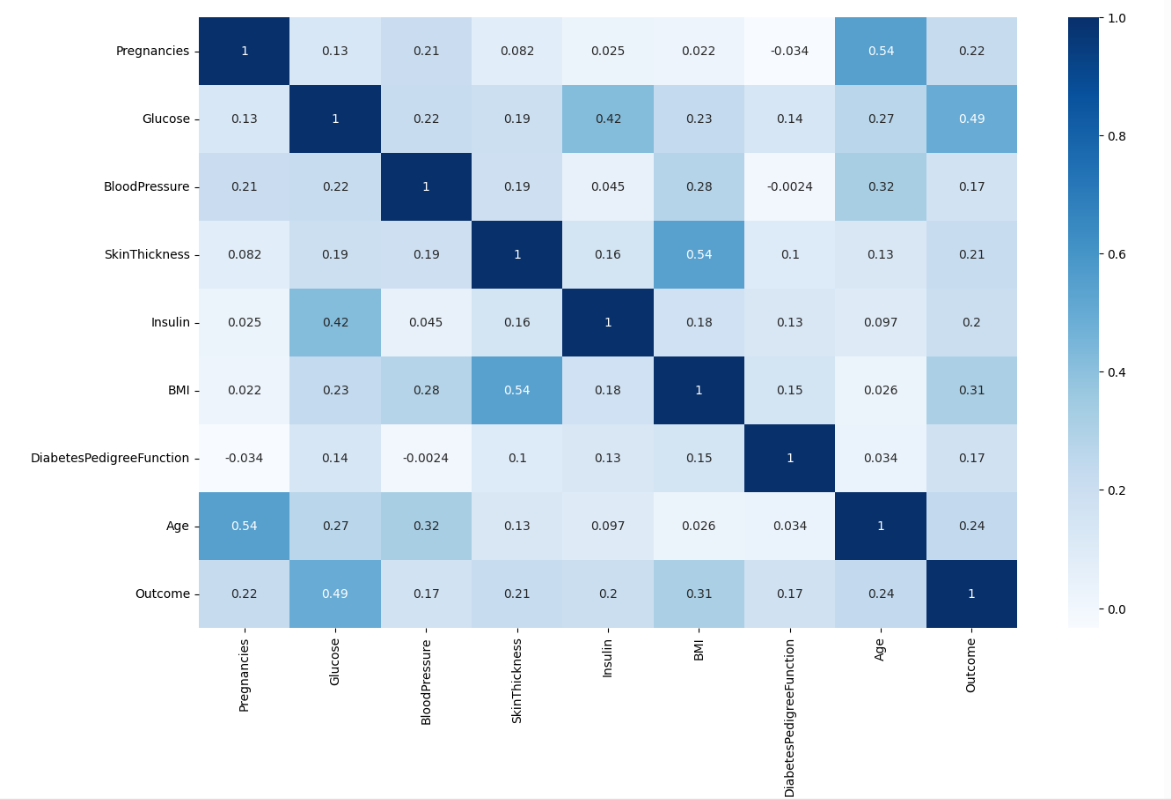 Pregnancies 1 0.13 0.21 0.082 0.025 0.022 -0.034 0.54 0.22
Glucose 0.13 1 0.22 0.19 0.42 0.23 0.14 0.27 0.49
BloodPressure 0.21 0.22 1 0.19 0.045 0.28 -0.0024 0.32 0.17
SkinThickness 0.082 0.19 0.19 1 0.16 0.54 0.1 0.13 0.21
Insulin 0.025 0.42 0.045 0.16 1 0.18 0.13 0.097 0.2
BMI 0.022 0.23 0.28 0.54 0.18 1 0.15 0.026 0.31
DiabetesPedigreeFunction -0.034 0.14 -0.0024 0.1 0.13 0.15 1 0.034 0.17
Age 0.54 0.27 0.32 0.13 0.097 0.026 0.034 1 0.24
Outcome 0.22 0.49 0.17 0.21 0.2 0.31 0.17 0.24 1
Pregnancies
Glucose
BloodPressure
SkinThickness
Insulin
BMI
DiabetesPedigreeFunction
Age
Outcome
1.0
0.8
0.6
0.4
0.2
0.0